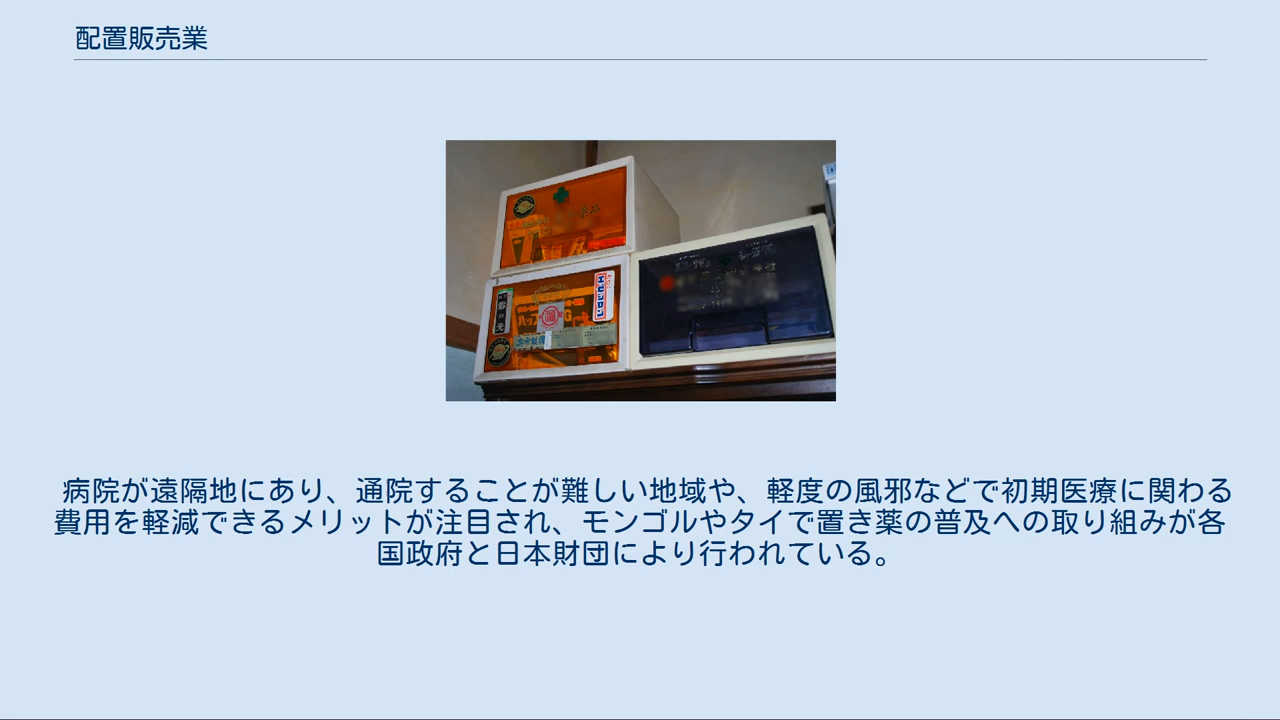 配置販売業
エビシロン
病院が遠隔地にあり、通院することが難しい地域や、軽度の風邪などで初期医療に関わる
費用を軽減できるメリットが注目され、モンゴルやタイで置き薬の普及への取り組みが各
国政府と日本財団により行われている。